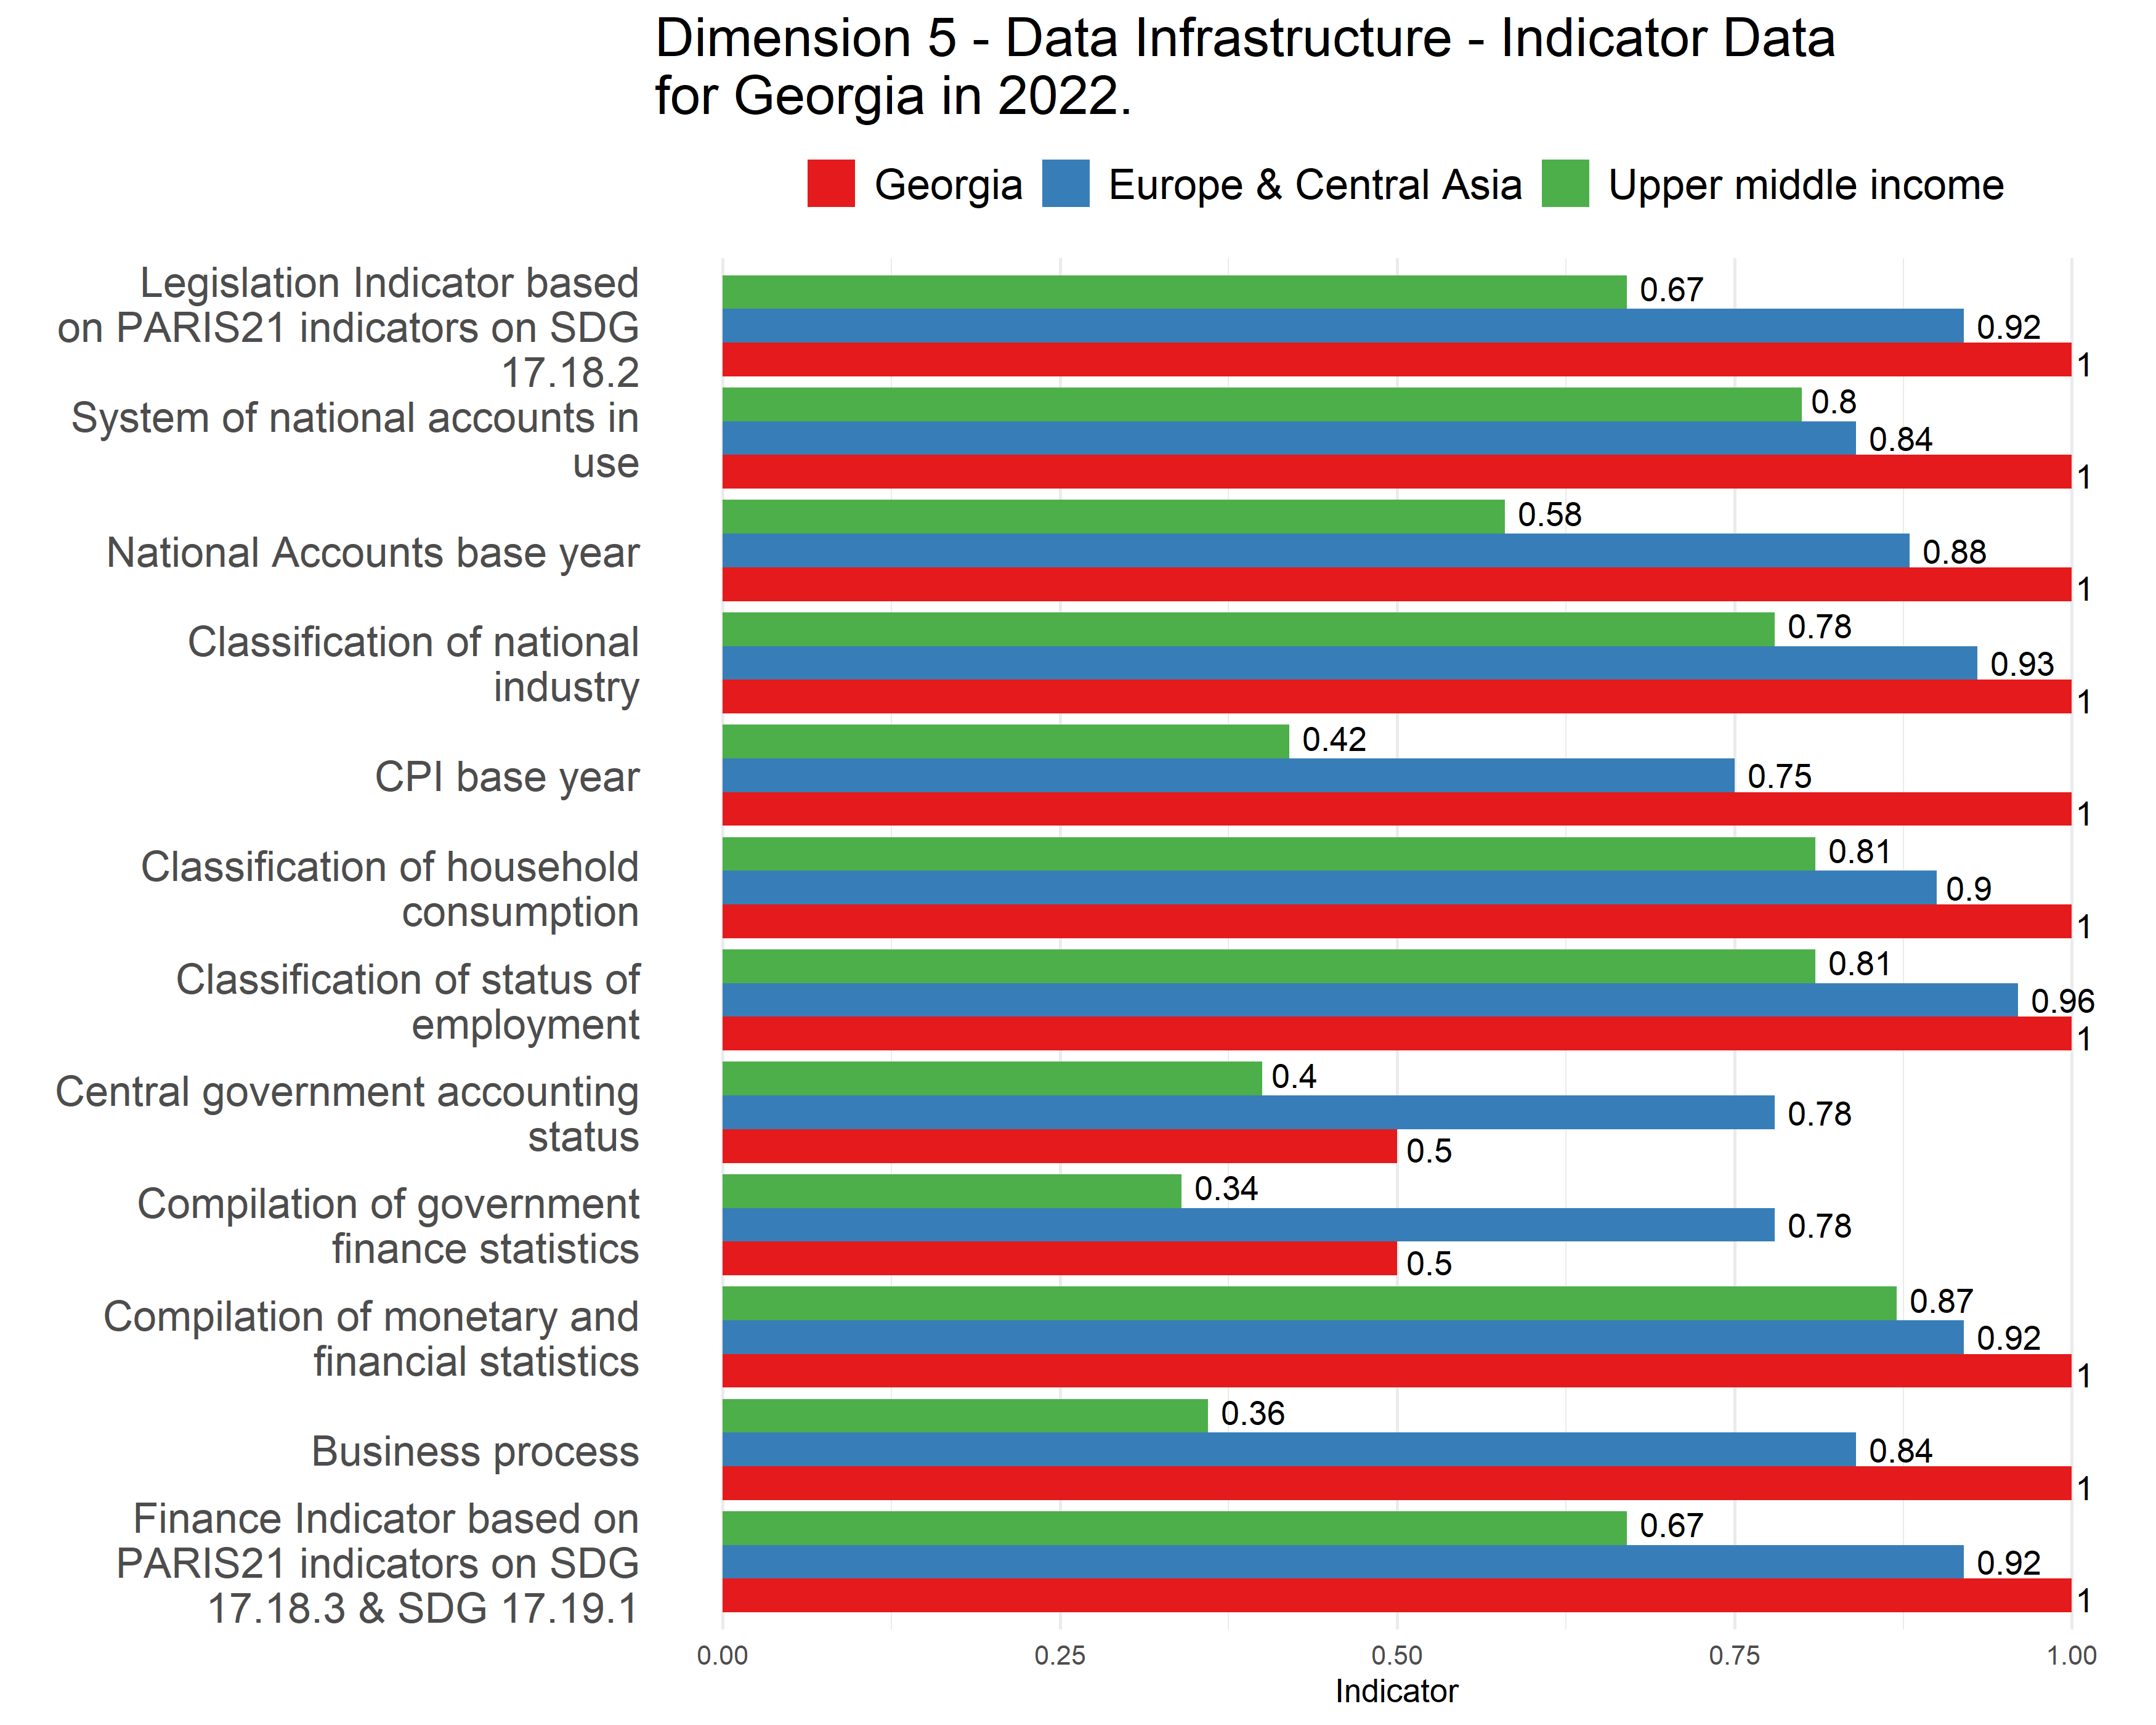 Dimension 5 - Data Infrastructure - Indicator Data
for Georgia in 2022.
Georgia
Europe & Central Asia
Upper middle income
Legislation Indicator based
on PARIS21 indicators on SDG
17.18.2
0.67
0.92
1
System of national accounts in
use
0.8
0.84
1
National Accounts base year
0.58
0.88
1
Classification of national
industry
0.78
0.93
1
CPI base year
0.42
0.75
1
Classification of household
consumption
0.81
0.9
1
Classification of status of
employment
0.81
0.96
1
Central government accounting
status
0.4
0.78
0.5
Compilation of government
finance statistics
0.34
0.78
0.5
Compilation of monetary and
financial statistics
0.87
0.92
1
Business process
0.36
0.84
1
Finance Indicator based on
PARIS21 indicators on SDG
17.18.3 & SDG 17.19.1
0.67
0.92
1
0.00
0.25
0.50
0.75
1.00
Indicator